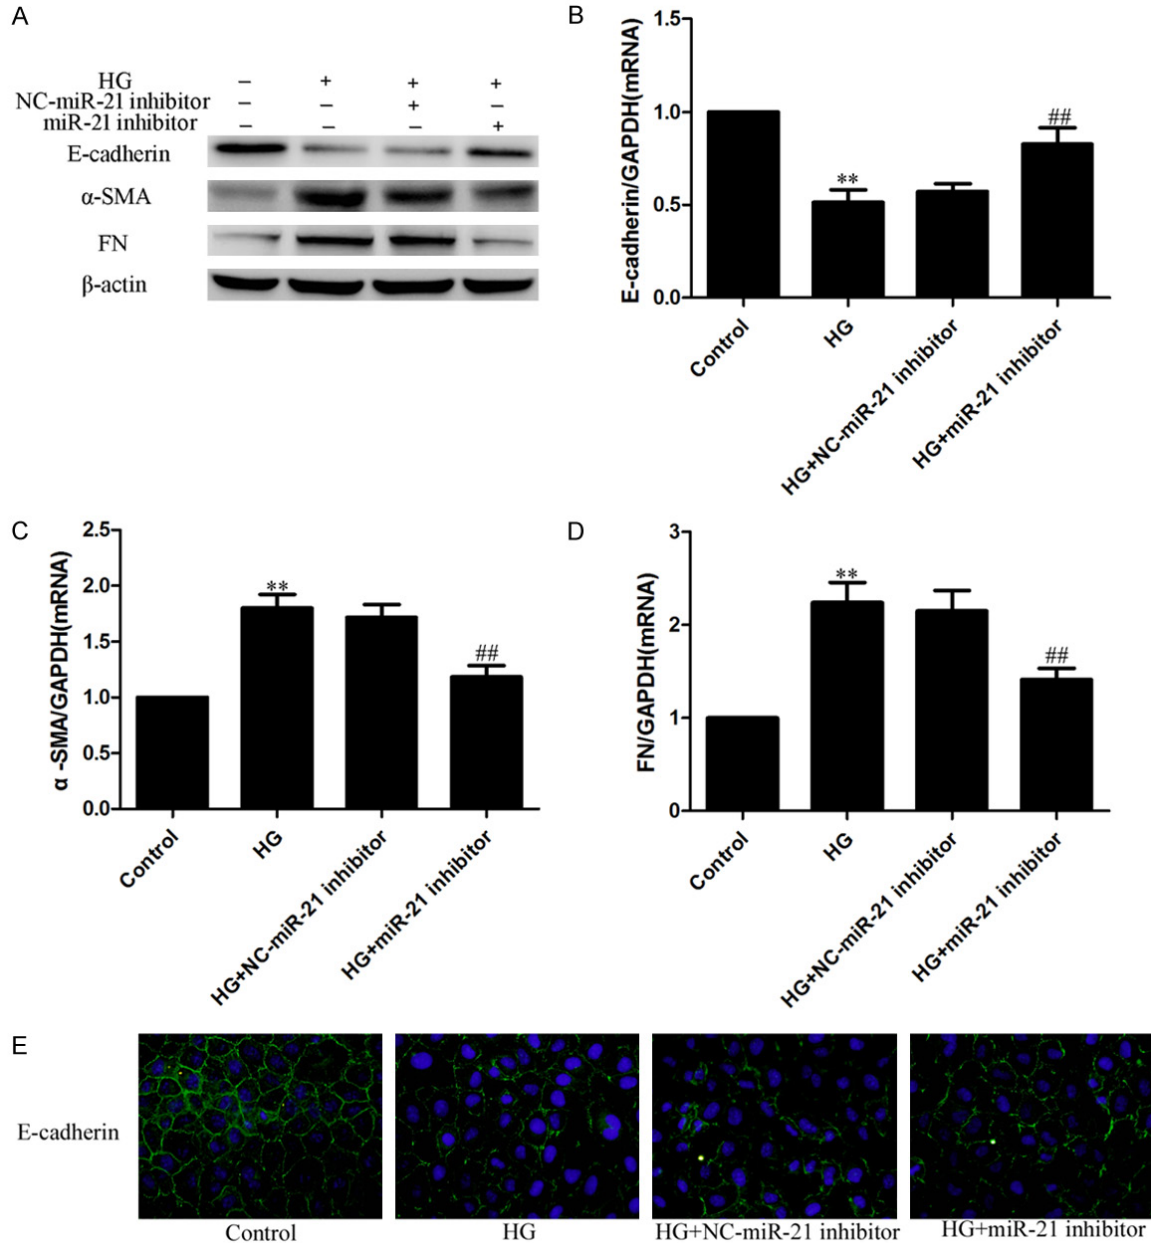 A
HG - + + +
NC-miR-21 inhibitor - - + -
miR-21 inhibitor - - - +
E-cadherin
α-SMA
FN
β-actin
B
E-cadherin/GAPDH(mRNA)
1.5
1.0
0.5
0.0
**
##
Control
HG
HG+NC-miR-21 inhibitor
HG+miR-21 inhibitor
C
α -SMA/GAPDH(mRNA)
2.5
2.0
1.5
1.0
0.5
0.0
**
##
Control
HG
HG+NC-miR-21 inhibitor
HG+miR-21 inhibitor
D
FN/GAPDH(mRNA)
3
2
1
0
**
##
Control
HG
HG+NC-miR-21 inhibitor
HG+miR-21 inhibitor
E
E-cadherin
Control
HG
HG+NC-miR-21 inhibitor
HG+miR-21 inhibitor